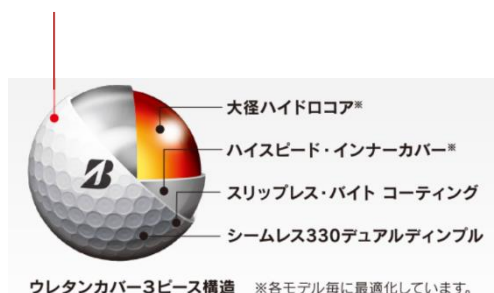 大径ハイドロコア※
ハイスピード・インナーカバー※
スリップレス・バイト コーティング
シームレス330デュアルディンプル
B
ウレタンカバー3ピース構造 ※各モデル毎に最適化しています。